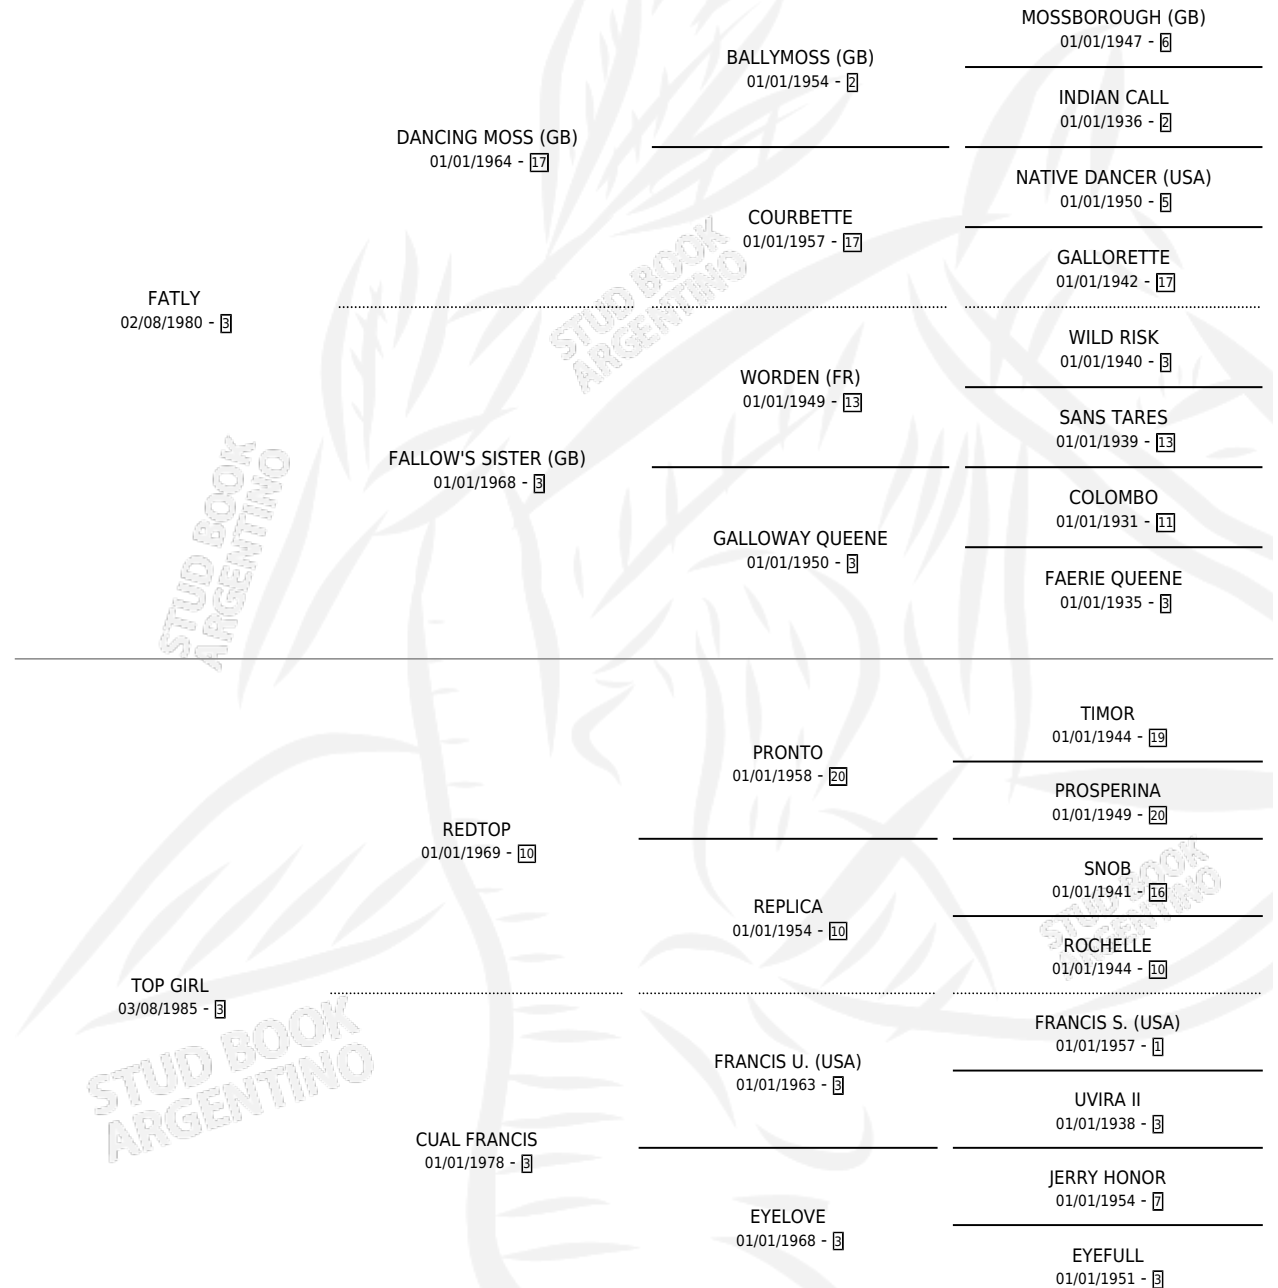 MOSSBOROUGH (GB)
01/01/1947 - 6
BALLYMOSS (GB)
01/01/1954 - 2
INDIAN CALL
01/01/1936 - 2
DANCING MOSS (GB)
01/01/1964 - 17
NATIVE DANCER (USA)
01/01/1950 - 5
COURBETTE
01/01/1957 - 17
GALLORETTE
01/01/1942 - 17
FATLY
02/08/1980 - 3
WILD RISK
01/01/1940 - 3
WORDEN (FR)
01/01/1949 - 13
SANS TARES
01/01/1939 - 13
FALLOW'S SISTER (GB)
01/01/1968 - 3
COLOMBO
01/01/1931 - 11
GALLOWAY QUEENE
01/01/1950 - 3
FAERIE QUEENE
01/01/1935 - 3
TIMOR
01/01/1944 - 19
PRONTO
01/01/1958 - 20
PROSPERINA
01/01/1949 - 20
REDTOP
01/01/1969 - 10
SNOB
01/01/1941 - 16
REPLICA
01/01/1954 - 10
ROCHELLE
01/01/1944 - 10
TOP GIRL
03/08/1985 - 3
FRANCIS S. (USA)
01/01/1957 - 1
FRANCIS U. (USA)
01/01/1963 - 3
UVIRA II
01/01/1938 - 3
CUAL FRANCIS
01/01/1978 - 3
JERRY HONOR
01/01/1954 - 7
EYELOVE
01/01/1968 - 3
EYEFULL
01/01/1951 - 3
STUD BOOK
ARGENTINO
STUD BOOK
ARGENTINO
STUD BOOK
ARGENTINO
STUD BOOK
ARGENTINO